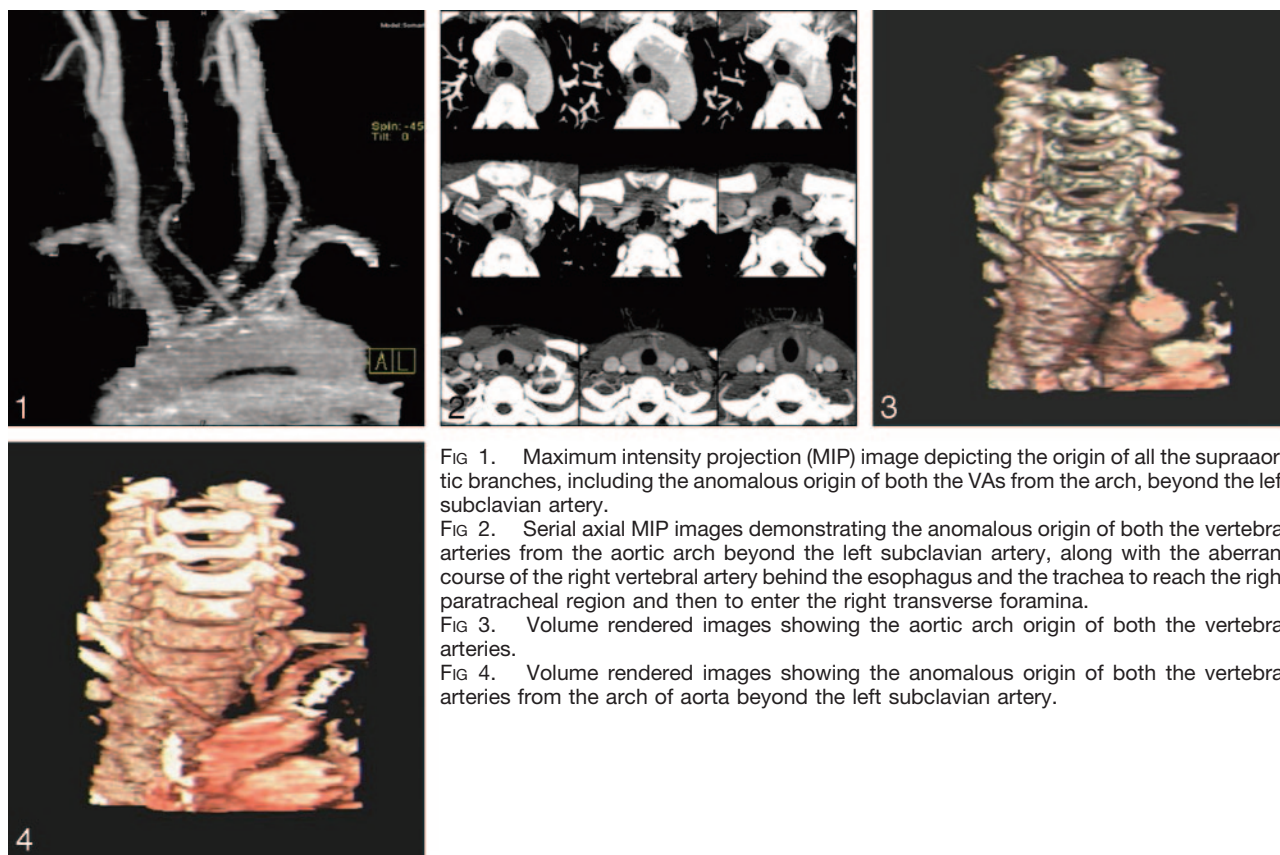 Model:Somat
Spin:-45
Tilt: 0
A L
1
2
3
4
FIG 1. Maximum intensity projection (MIP) image depicting the origin of all the supraaor
tic branches, including the anomalous origin of both the VAs from the arch, beyond the lef
subclavian artery.
FIG 2. Serial axial MIP images demonstrating the anomalous origin of both the vertebra
arteries from the aortic arch beyond the left subclavian artery, along with the aberran
course of the right vertebral artery behind the esophagus and the trachea to reach the righ
paratracheal region and then to enter the right transverse foramina.
FIG 3. Volume rendered images showing the aortic arch origin of both the vertebra
arteries.
FIG 4. Volume rendered images showing the anomalous origin of both the vertebra
arteries from the arch of aorta beyond the left subclavian artery.